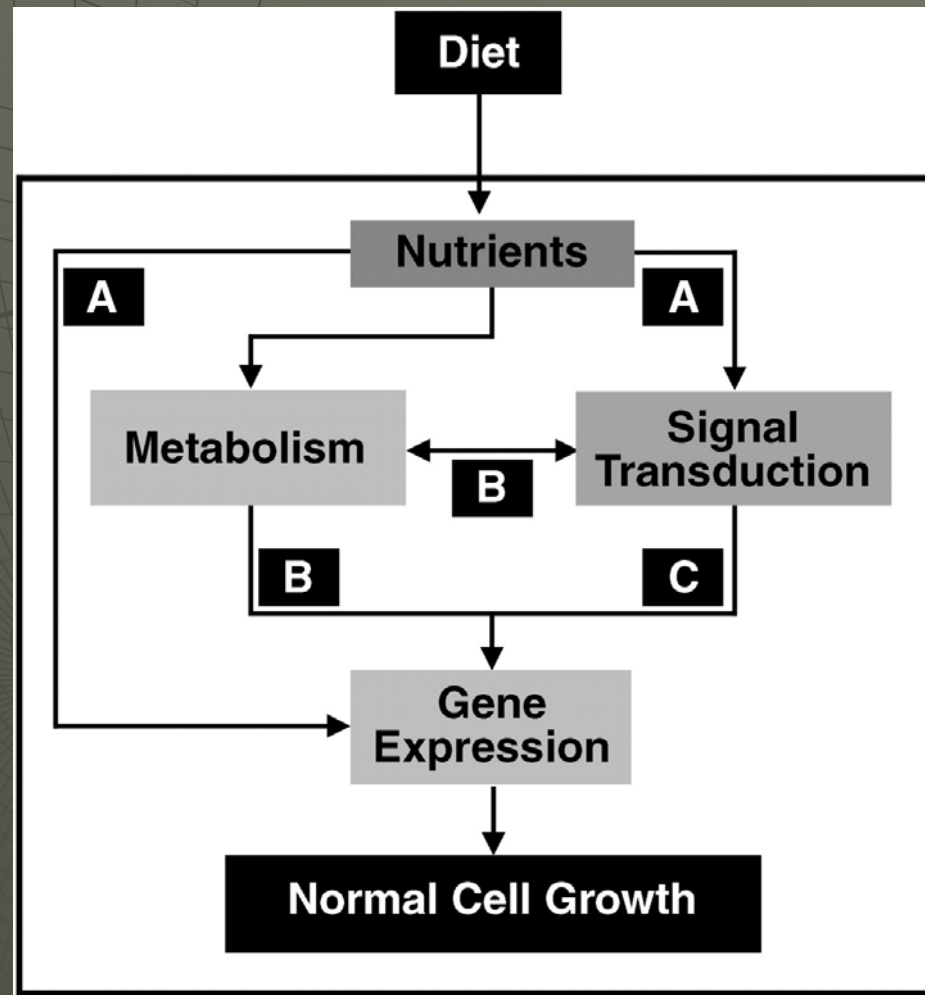 Diet
Nutrients
A
A
Metabolism
Signal
Transduction
B
B
C
Gene
Expression
Normal Cell Growth